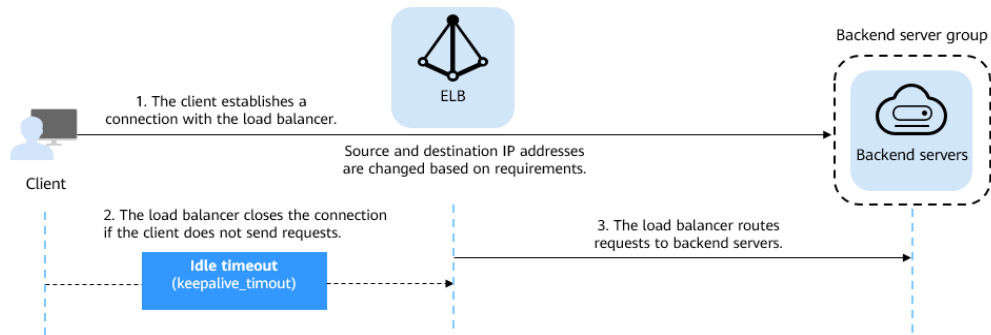 Backend server group
ELB
1. The client establishes a
connection with the load balancer.
Source and destination IP addresses
are changed based on requirements.
Backend servers
Client
2. The load balancer closes the connection
if the client does not send requests.
3. The load balancer routes
requests to backend servers.
Idle timeout
(keepalive_timout)